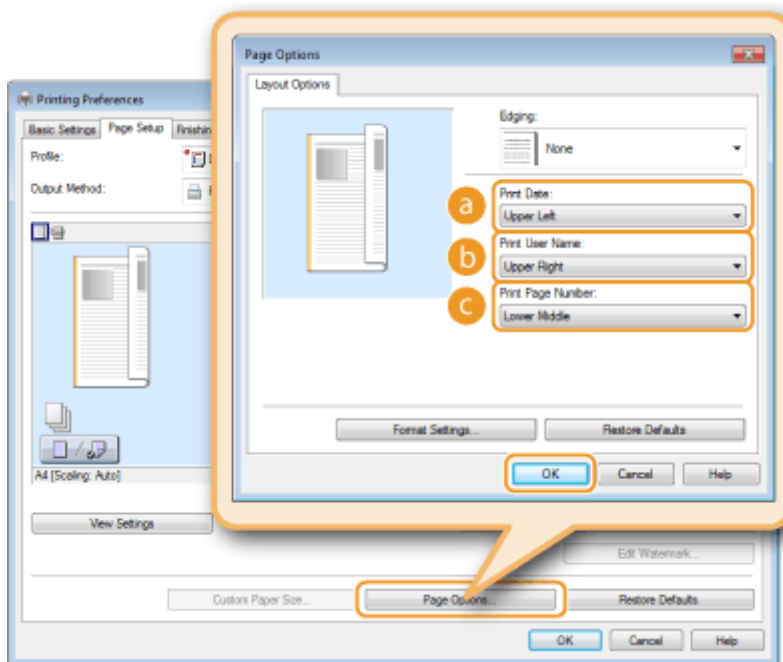 Page Options
Layout Options
Edging:
None
a
Print Date:
Upper Left
b
Print User Name:
Upper Right
c
Print Page Number:
Lower Middle
Format Settings...
Restore Defaults
OK Cancel Help
Printing Preferences
Basic Settings Page Setup Finishing
Profile:
Output Method:
A4 [Scaling: Auto]
View Settings
Edit Watermark...
Custom Paper Size... Page Options... Restore Defaults
OK Cancel Help